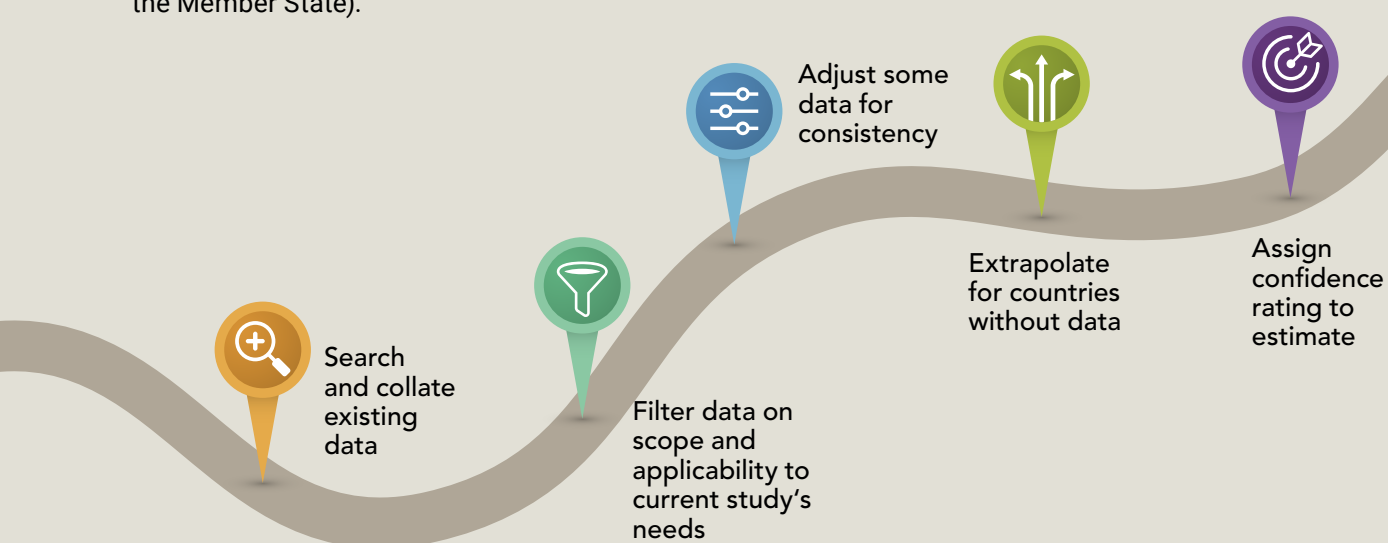 the Member State).
Search
and collate
existing
data
Filter data on
scope and
applicability to
current study's
needs
Adjust some
data for
consistency
Extrapolate
for countries
without data
Assign
confidence
rating to
estimate